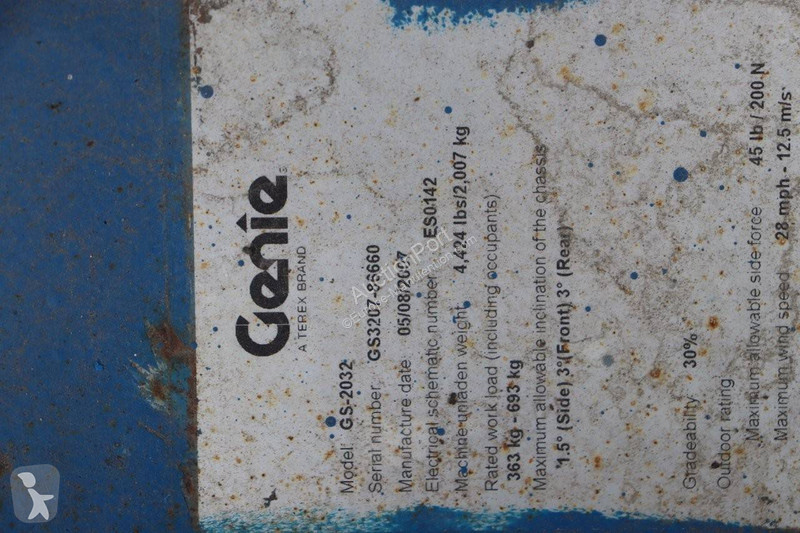 Genie
A TEREX BRAND
Model: GS-2032
Serial number: GS3207-86660
Manufacture date: 05/08/2007
Electrical schematic number: ES0142
Machine unladen weight: 4,424 lbs/2,007 kg
Rated work load (including occupants)
363 kg - 693 kg
Maximum allowable inclination of the chassis
1.5° (Side) 3°(Front) 3° (Rear)
Gradeability 30%
Outdoor rating
Maximum allowable side force 45 lb / 200 N
Maximum wind speed 28 mph - 12.5 m/s
AuctionPort